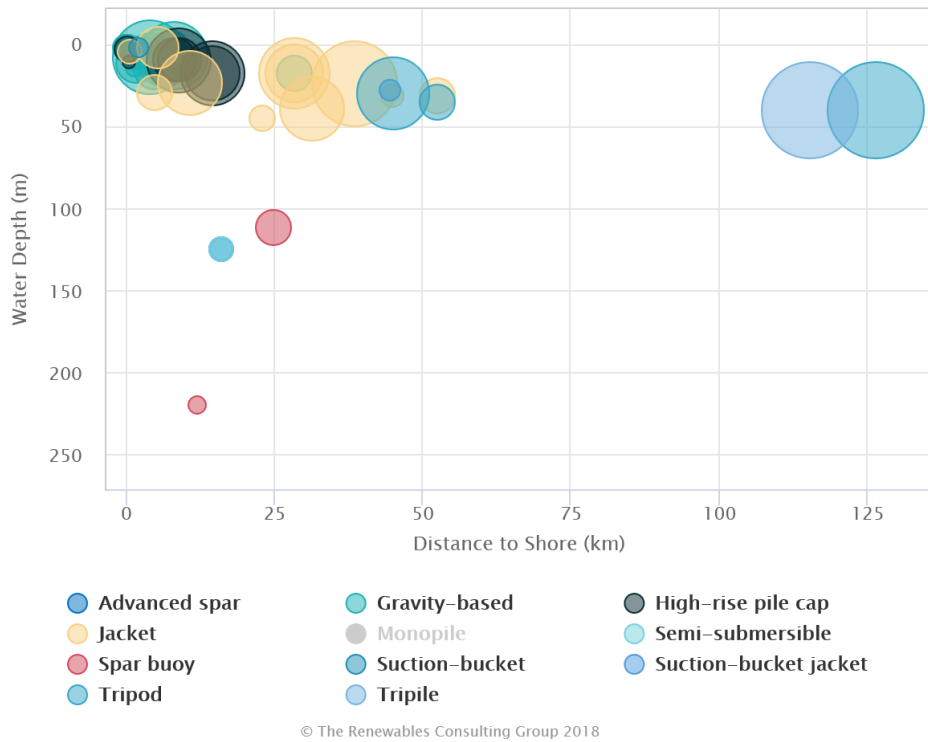 0
50
100
150
200
250
Water Depth (m)
0 25 50 75 100 125
Distance to Shore (km)
Advanced spar Gravity-based High-rise pile cap
Jacket Monopile Semi-submersible
Spar buoy Suction-bucket Suction-bucket jacket
Tripod Tripile
© The Renewables Consulting Group 2018